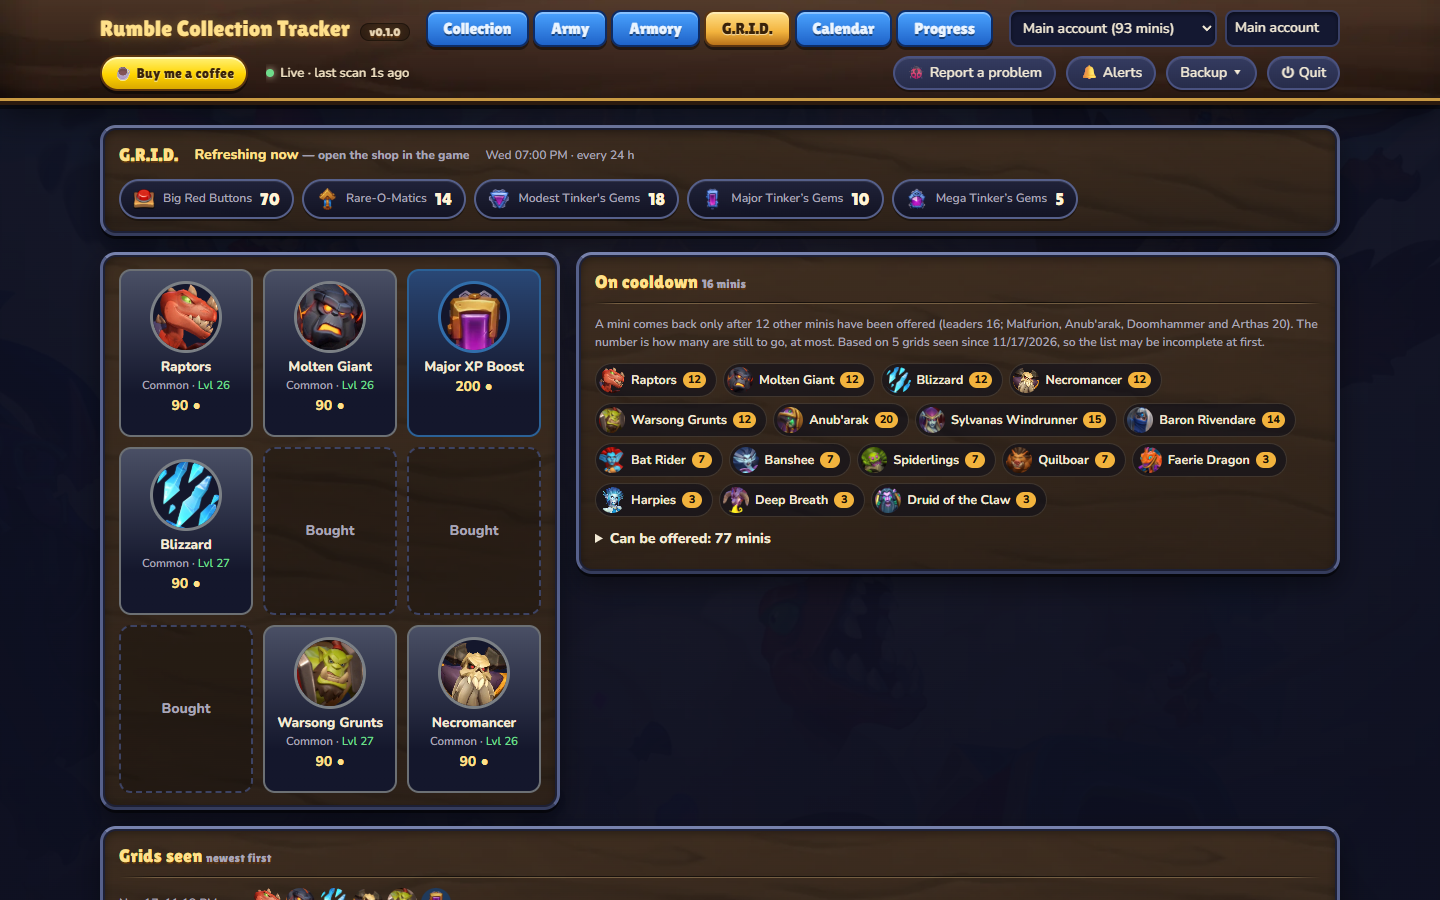 Rumble Collection Tracker v0.1.0 Collection Army Armory G.R.I.D. Calendar Progress Main account (93 minis) Main account
Buy me a coffee Live · last scan 1s ago Report a problem Alerts Backup Quit
G.R.I.D. Refreshing now — open the shop in the game Wed 07:00 PM · every 24 h
Big Red Buttons 70 Rare-O-Matics 14 Modest Tinker's Gems 18 Major Tinker's Gems 10 Mega Tinker's Gems 5
Raptors
Common · Lvl 26
90
Molten Giant
Common · Lvl 26
90
Major XP Boost
200
Blizzard
Common · Lvl 27
90
Bought
Bought
Bought
Warsong Grunts
Common · Lvl 27
90
Necromancer
Common · Lvl 26
90
On cooldown 16 minis
A mini comes back only after 12 other minis have been offered (leaders 16; Malfurion, Anub'arak, Doomhammer and Arthas 20). The
number is how many are still to go, at most. Based on 5 grids seen since 11/17/2026, so the list may be incomplete at first.
Raptors 12 Molten Giant 12 Blizzard 12 Necromancer 12
Warsong Grunts 12 Anub'arak 20 Sylvanas Windrunner 15 Baron Rivendare 14
Bat Rider 7 Banshee 7 Spiderlings 7 Quilboar 7 Faerie Dragon 3
Harpies 3 Deep Breath 3 Druid of the Claw 3
Can be offered: 77 minis
Grids seen newest first